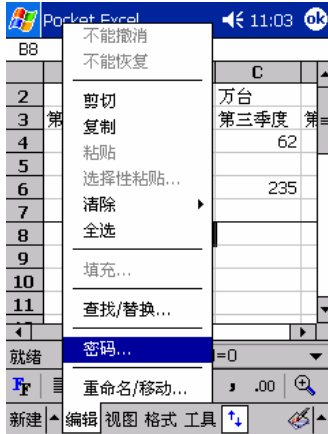 Pocket Excel 11:03 ok
B8
不能撤消
不能恢复
C
2 万台
3 第 第三季度 第
4 62
5
6 235
7
8
9
10
11
剪切
复制
粘贴
选择性粘贴...
清除
全选
填充...
查找/替换...
密码...
重命名/移动...
就绪 =0
FF , .00
新建 编辑 视图 格式 工具